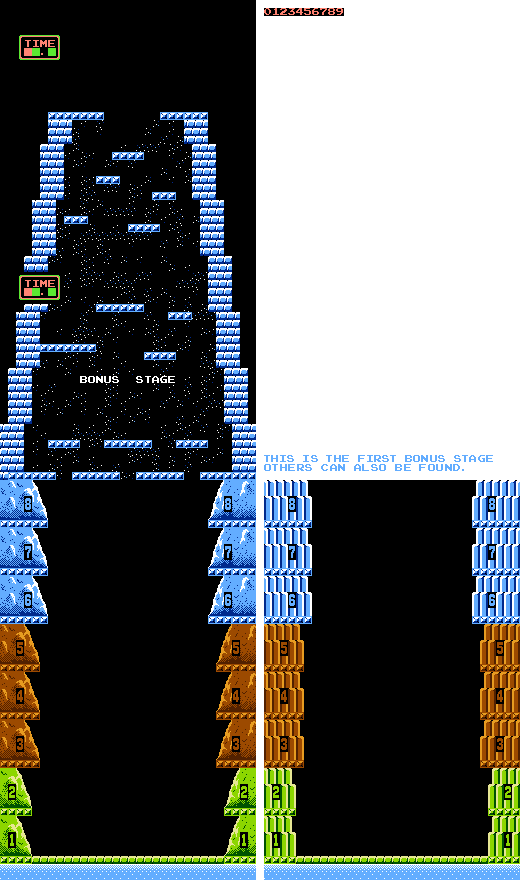 0123456789
TIME
TIME
BONUS STAGE
THIS IS THE FIRST BONUS STAGE
OTHERS CAN ALSO BE FOUND.
8 8 8 8
7 7 7 7
6 6 6 6
5 5 5 5
4 4 4 4
3 3 3 3
2 2 2 2
1 1 1 1